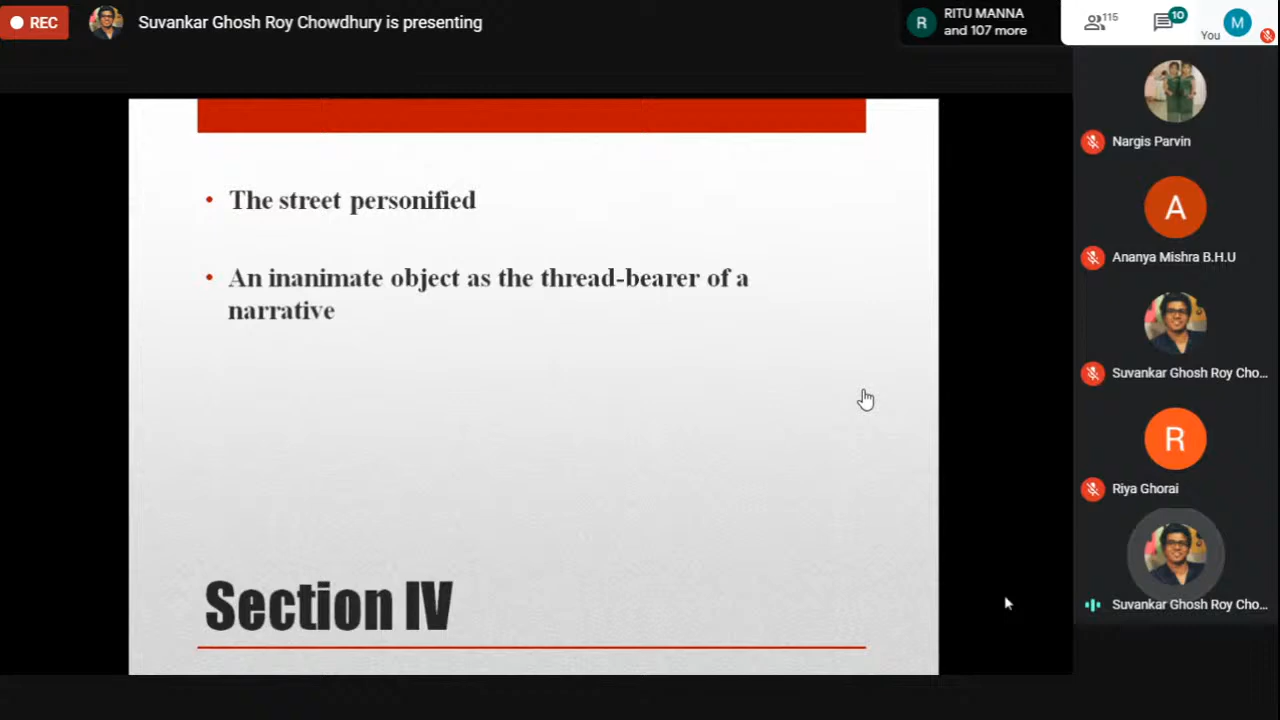 REC
Suvankar Ghosh Roy Chowdhury is presenting
R
RITU MANNA
and 107 more
115
10
You
M
Nargis Parvin
A
Ananya Mishra B.H.U
Suvankar Ghosh Roy Cho...
R
Riya Ghorai
Suvankar Ghosh Roy Cho...
• The street personified
• An inanimate object as the thread-bearer of a
narrative
Section IV